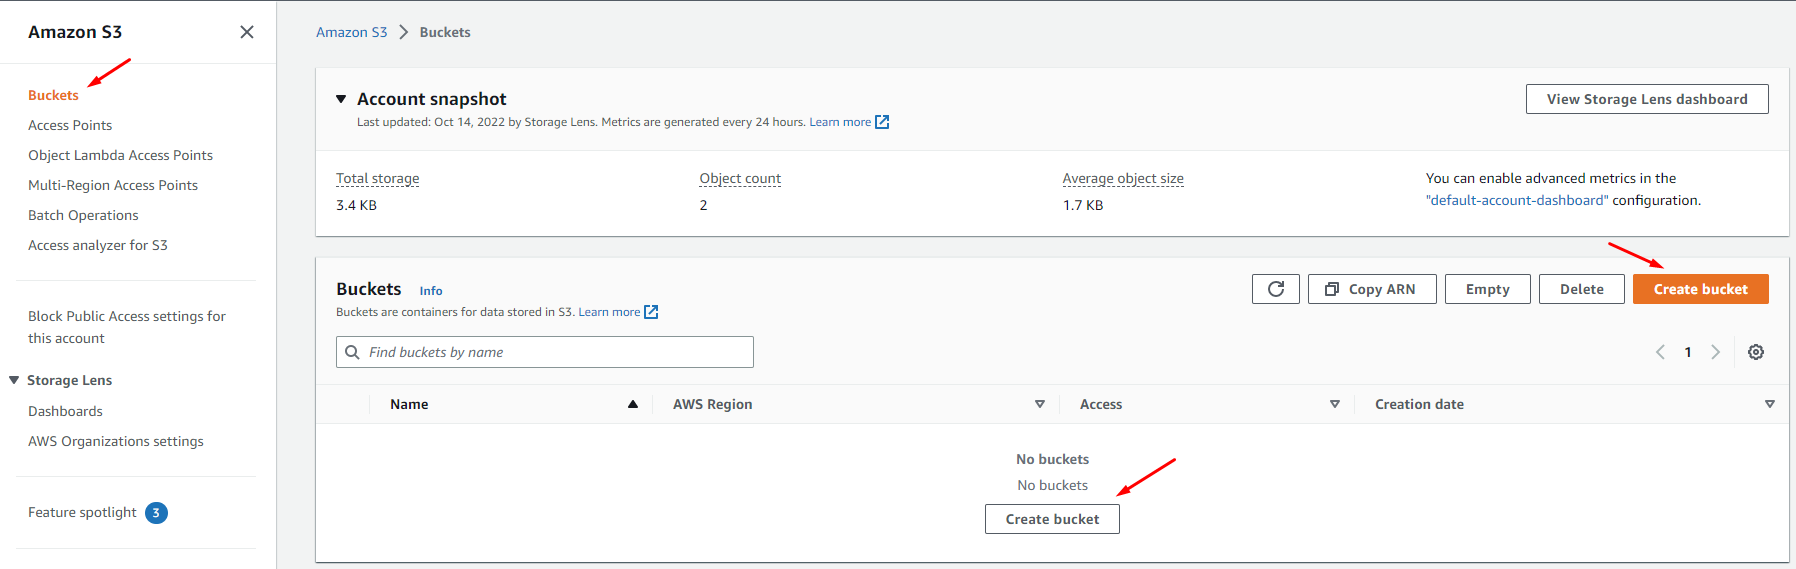 Amazon S3
Buckets
Access Points
Object Lambda Access Points
Multi-Region Access Points
Batch Operations
Access analyzer for S3
Block Public Access settings for
this account
Storage Lens
Dashboards
AWS Organizations settings
Feature spotlight 3
Amazon S3 > Buckets
Account snapshot
View Storage Lens dashboard
Last updated: Oct 14, 2022 by Storage Lens. Metrics are generated every 24 hours. Learn more
Total storage
3.4 KB
Object count
2
Average object size
1.7 KB
You can enable advanced metrics in the
"default-account-dashboard" configuration.
Buckets Info
Copy ARN Empty Delete Create bucket
Buckets are containers for data stored in S3. Learn more
Find buckets by name
1
Name AWS Region Access Creation date
No buckets
No buckets
Create bucket